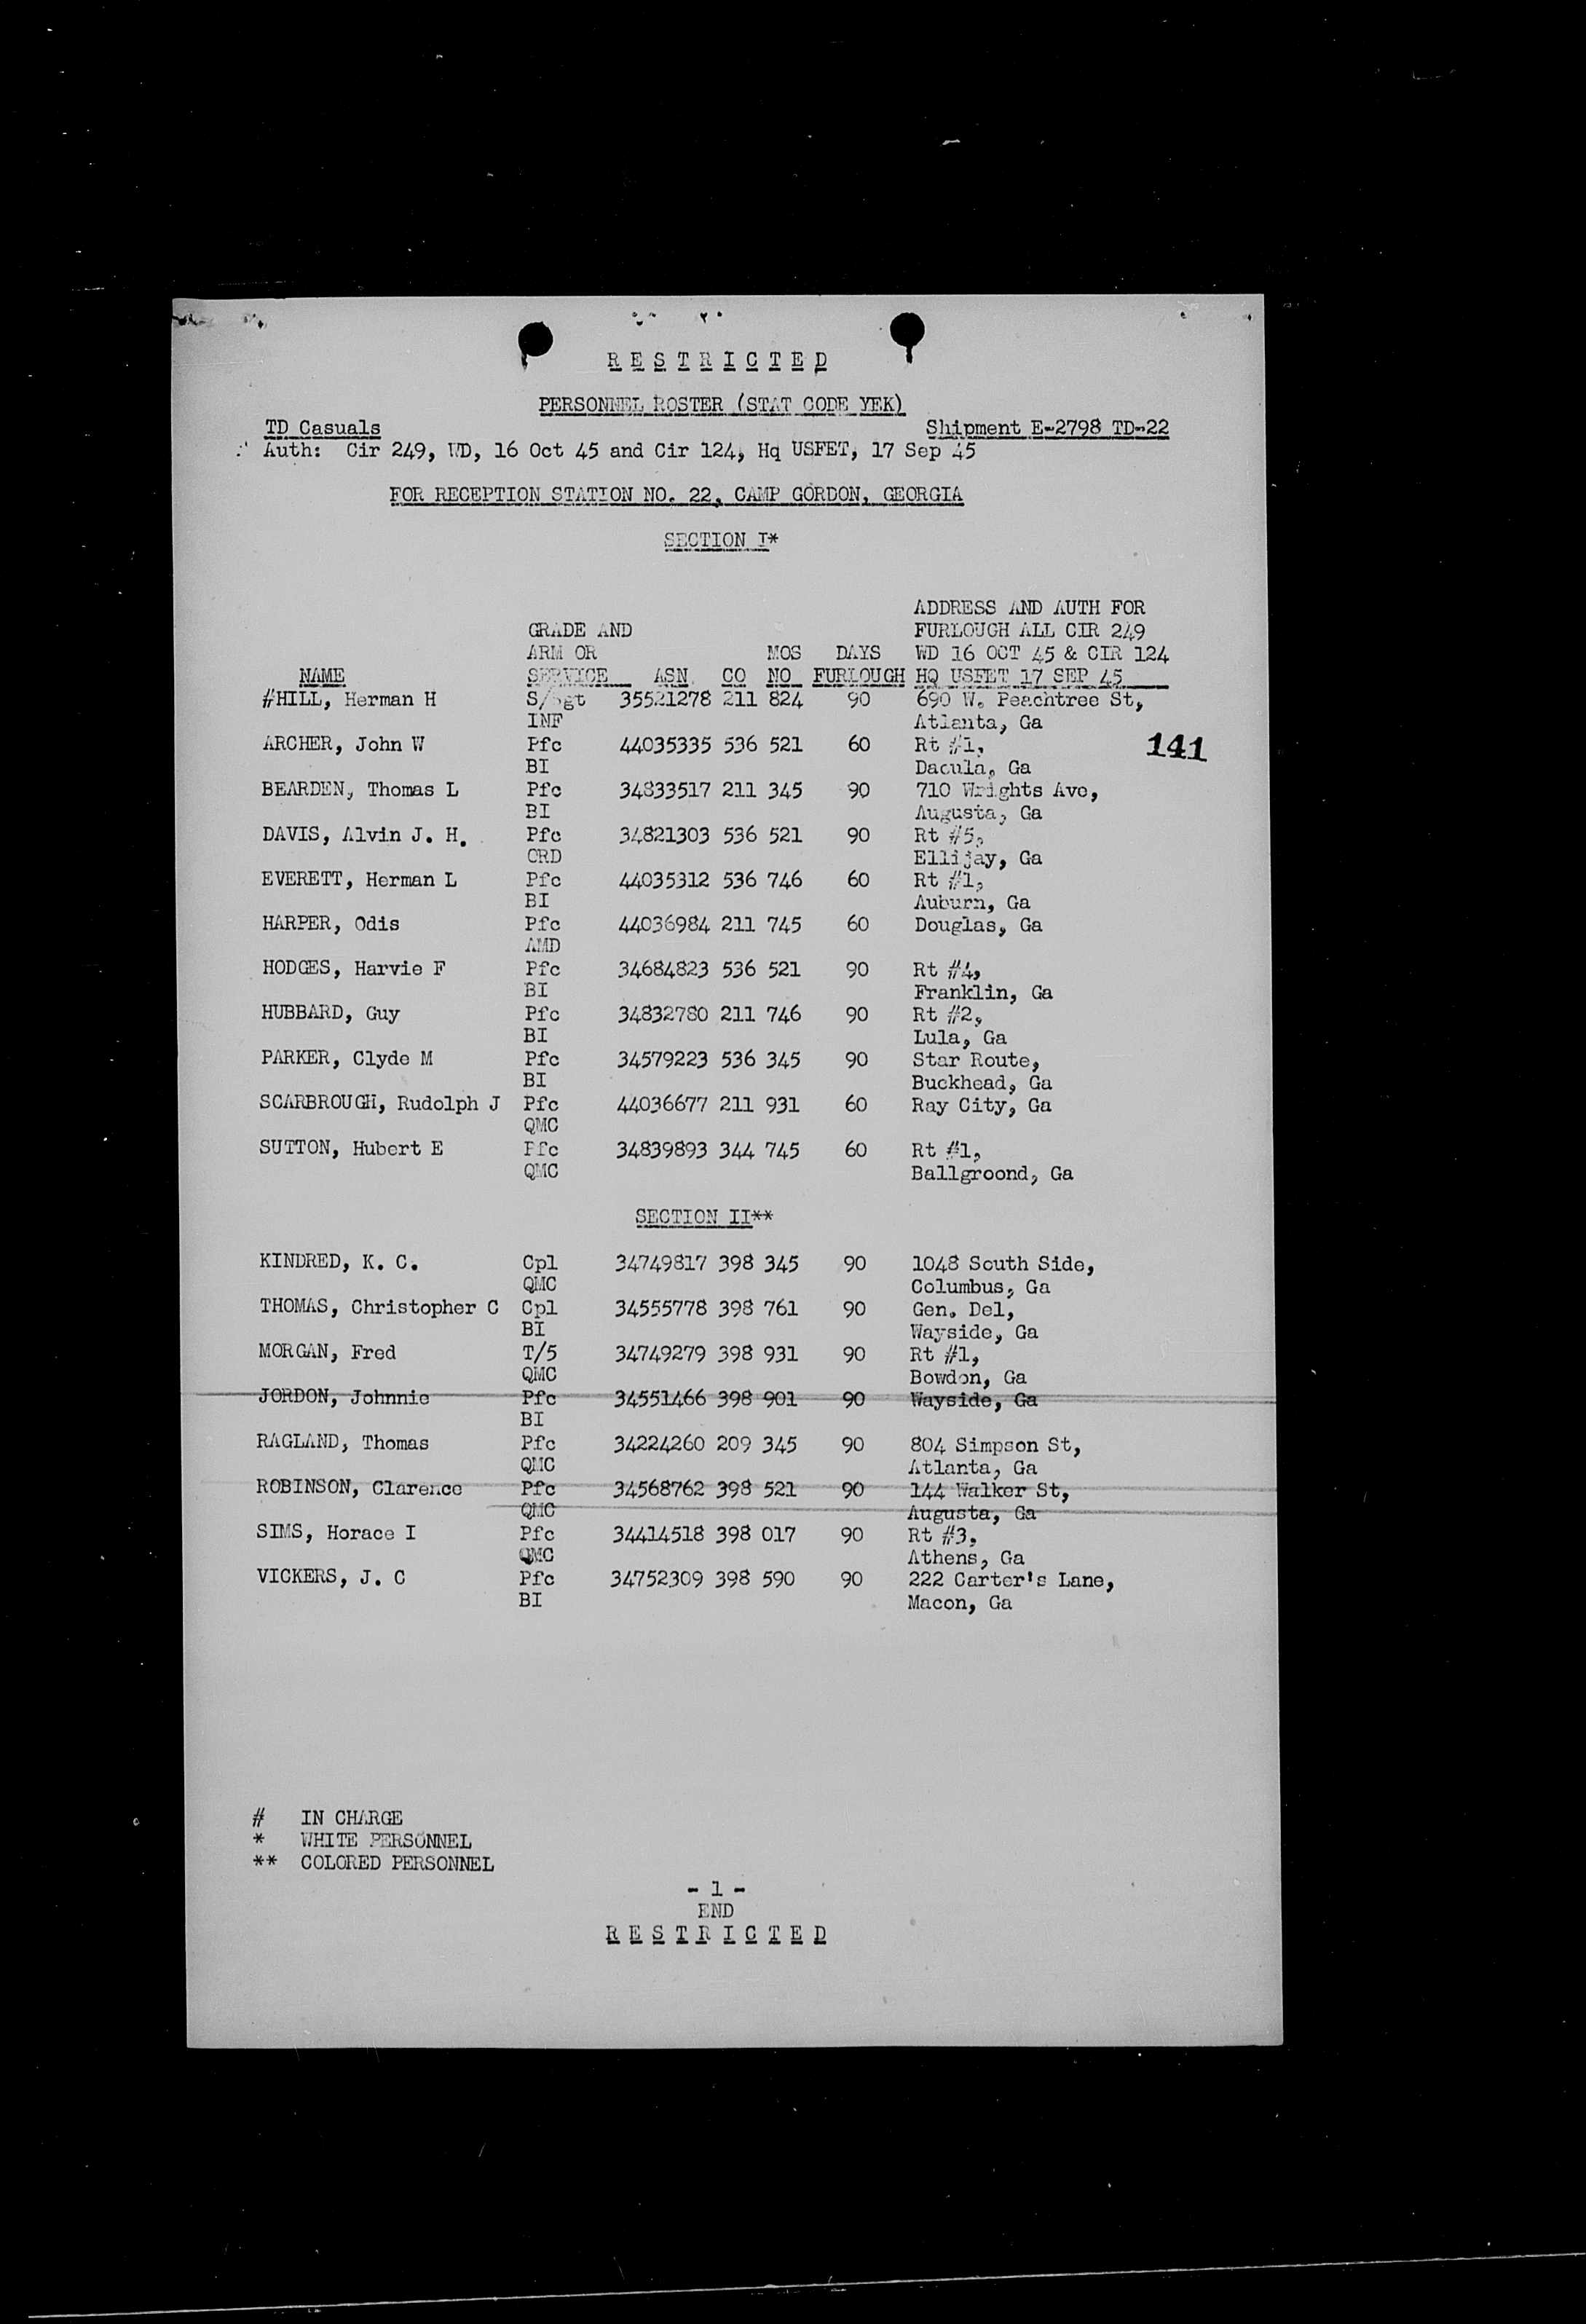 R E S T R I C T E D
PERSONNEL ROSTER (STAT CODE YEK)
TD Casuals Shipment E-2798 TD-22
Auth: Cir 249, WD, 16 Oct 45 and Cir 124, Hq USFET, 17 Sep 45
FOR RECEPTION STATION NO. 22, CAMP GORDON, GEORGIA
SECTION I*
ADDRESS AND AUTH FOR
GRADE AND FURLOUGH ALL CIR 249
ARM OR MOS DAYS WD 16 OCT 45 & CIR 124
NAME SERVICE ASN CO NO FURLOUGH HQ USFET 17 SEP 45
#HILL, Herman H S/Sgt 35521278 211 824 90 690 W. Peachtree St,
INF Atlanta, Ga
ARCHER, John W Pfc 44035335 536 521 60 Rt #1, 141
BI Dacula, Ga
BEARDEN, Thomas L Pfc 34833517 211 345 90 710 Wrights Ave,
BI Augusta, Ga
DAVIS, Alvin J. H. Pfc 34821303 536 521 90 Rt #5,
ORD Ellijay, Ga
EVERETT, Herman L Pfc 44035312 536 746 60 Rt #1,
BI Auburn, Ga
HARPER, Odis Pfc 44036984 211 745 60 Douglas, Ga
AMD
HODGES, Harvie F Pfc 34684823 536 521 90 Rt #4,
BI Franklin, Ga
HUBBARD, Guy Pfc 34832780 211 746 90 Rt #2,
BI Lula, Ga
PARKER, Clyde M Pfc 34579223 536 345 90 Star Route,
BI Buckhead, Ga
SCARBROUGH, Rudolph J Pfc 44036677 211 931 60 Ray City, Ga
QMC
SUTTON, Hubert E Pfc 34839893 344 745 60 Rt #1,
QMC Ballgroond, Ga
SECTION II**
KINDRED, K. C. Cpl 34749817 398 345 90 1048 South Side,
QMC Columbus, Ga
THOMAS, Christopher C Cpl 34555778 398 761 90 Gen. Del,
BI Wayside, Ga
MORGAN, Fred T/5 34749279 398 931 90 Rt #1,
QMC Bowdon, Ga
JORDON, Johnnie Pfc 34551466 398 901 90 Wayside, Ga
BI
RAGLAND, Thomas Pfc 34224260 209 345 90 804 Simpson St,
QMC Atlanta, Ga
ROBINSON, Clarence Pfc 34568762 398 521 90 144 Walker St,
QMC Augusta, Ga
SIMS, Horace I Pfc 34414518 398 017 90 Rt #3,
QMC Athens, Ga
VICKERS, J. C Pfc 34752309 398 590 90 222 Carter's Lane,
BI Macon, Ga
# IN CHARGE
* WHITE PERSONNEL
** COLORED PERSONNEL
- 1 -
END
R E S T R I C T E D